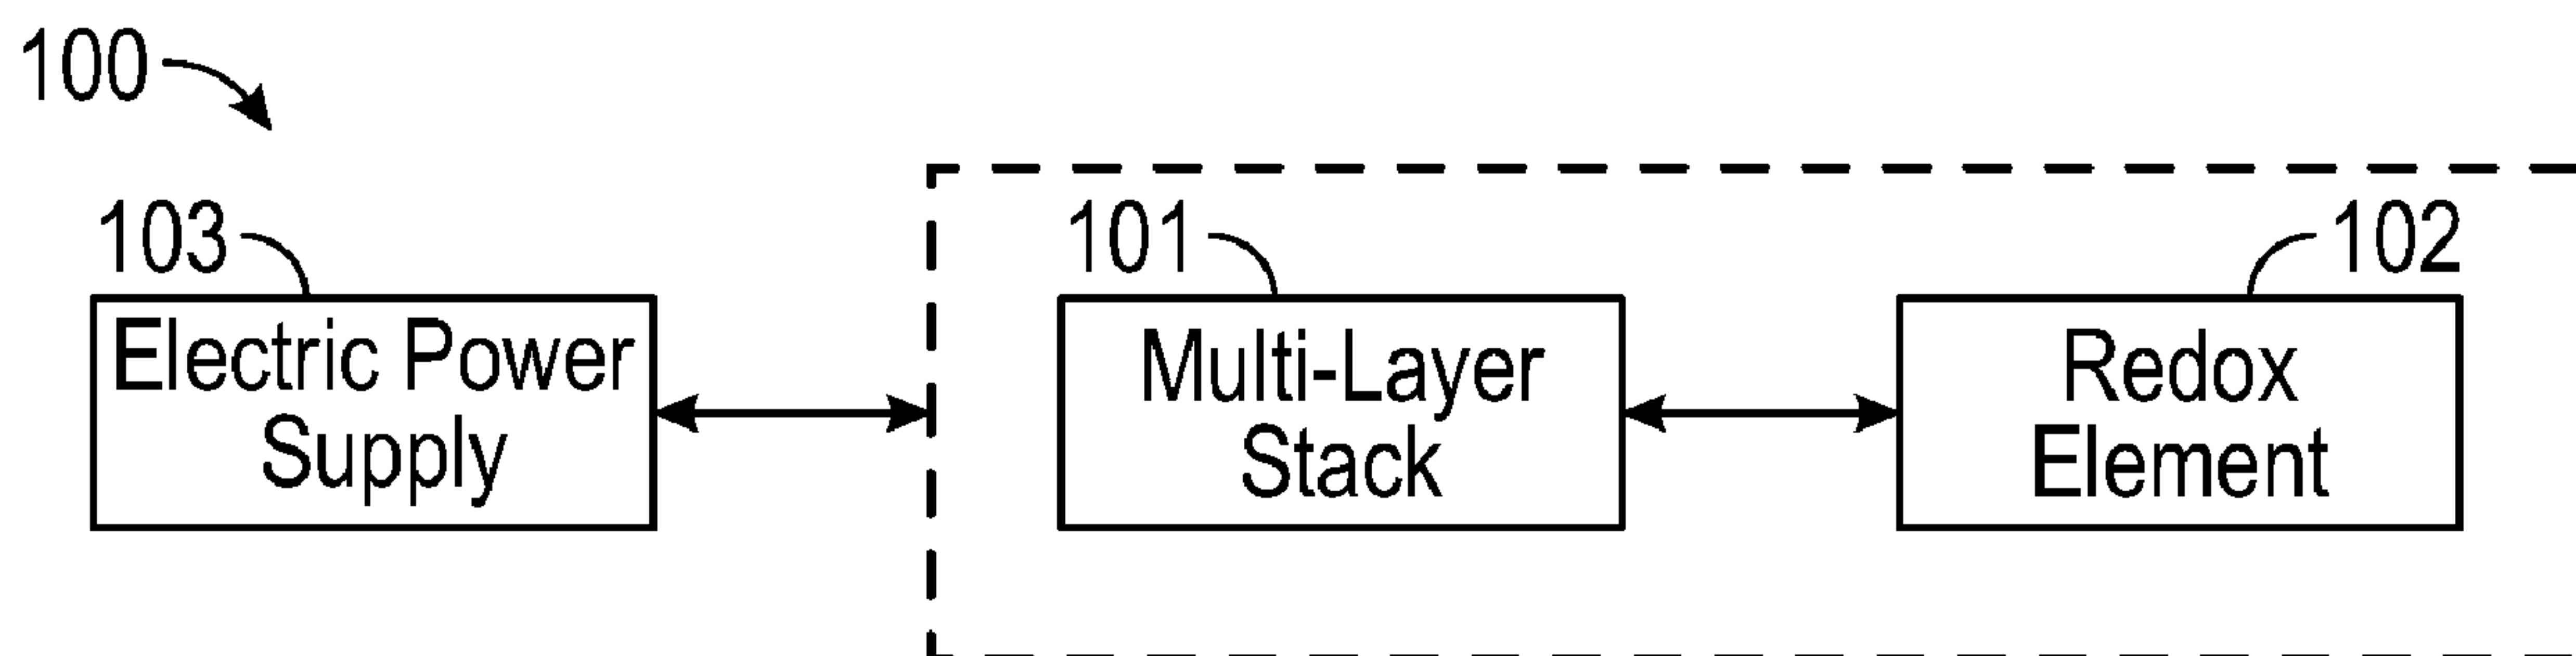 100
103
101
102
Electric Power
Supply
Multi-Layer
Stack
Redox
Element